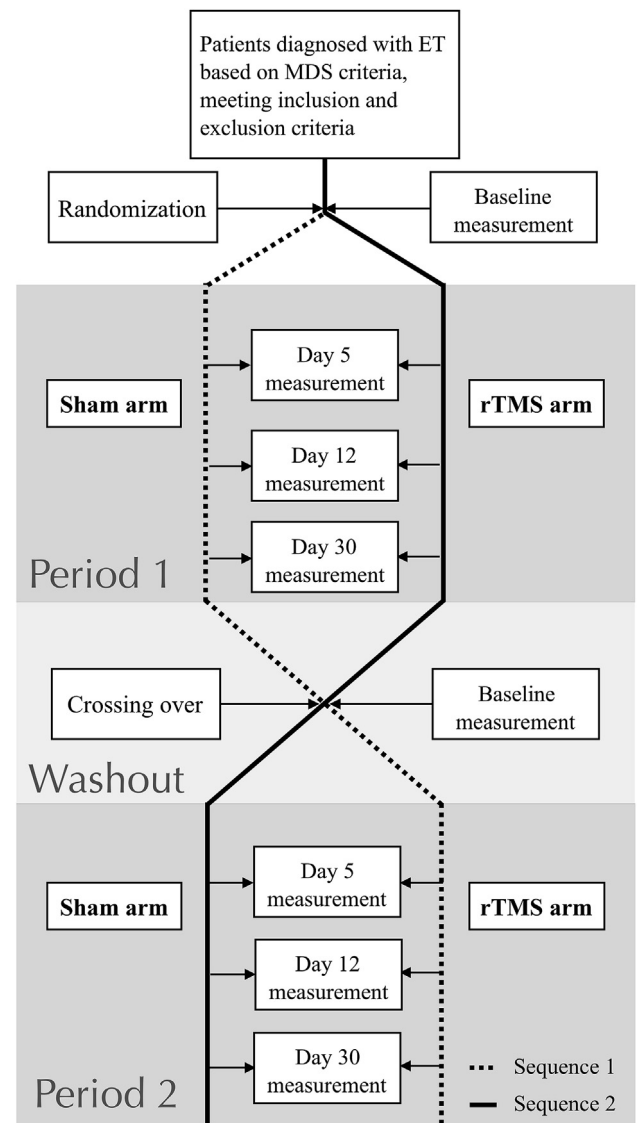 Patients diagnosed with ET
based on MDS criteria,
meeting inclusion and
exclusion criteria
Randomization
Baseline
measurement
Day 5
measurement
Sham arm
rTMS arm
Day 12
measurement
Day 30
measurement
Period 1
Crossing over
Baseline
measurement
Washout
Day 5
measurement
Sham arm
rTMS arm
Day 12
measurement
Day 30
measurement
Period 2
Sequence 1
Sequence 2